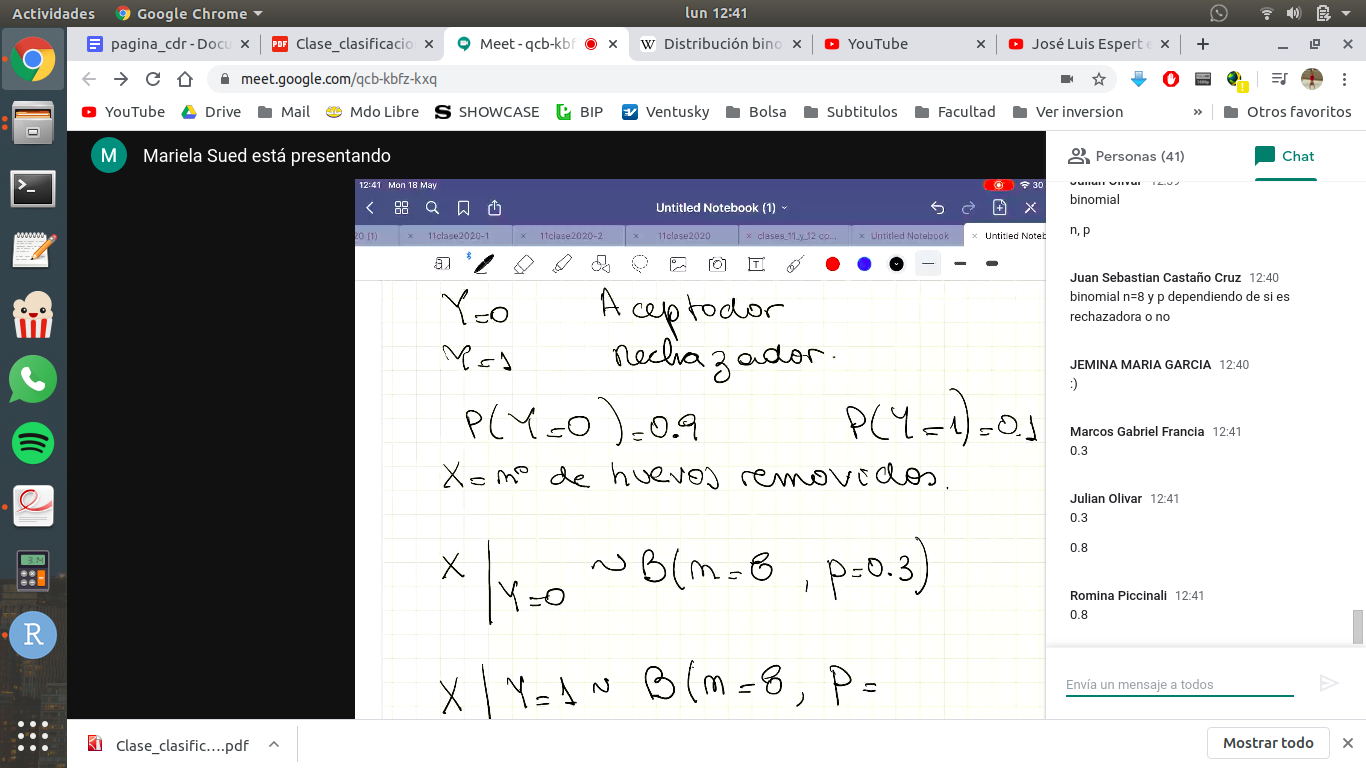 Actividades Google Chrome lun 12:41
pagina_cdr - Docu Clase_clasificacio Meet - qcb-kbf Distribución bino YouTube José Luis Espert e
meet.google.com/qcb-kbfz-kxq
YouTube Drive Mail Mdo Libre SHOWCASE BIP Ventusky Bolsa Subtitulos Facultad Ver inversion » Otros favoritos
M Mariela Sued está presentando
12:41 Mon 18 May 30
Untitled Notebook (1)
20 (1) 11clase2020-1 11clase2020-2 11clase2020 clases_11_y_12 cp... Untitled Notebook Untitled Noteb
Y=0 Aceptador
Y=1 rechazador.
P(Y=0)=0.9 P(Y=1)=0.1
X= nº de huevos removidos.
X | Y=0 ~ B(n=8, p=0.3)
X | Y=1 ~ B(n=8, P=
Personas (41) Chat
Julian Olivar 12:39
binomial
n, p
Juan Sebastian Castaño Cruz 12:40
binomial n=8 y p dependiendo de si es
rechazadora o no
JEMINA MARIA GARCIA 12:40
:)
Marcos Gabriel Francia 12:41
0.3
Julian Olivar 12:41
0.3
0.8
Romina Piccinali 12:41
0.8
Envía un mensaje a todos
Clase_clasific....pdf
Mostrar todo